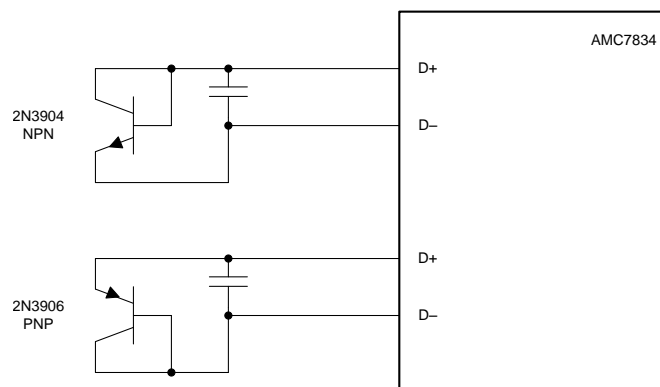 AMC7834
D+
2N3904
NPN
D–
D+
2N3906
PNP
D–